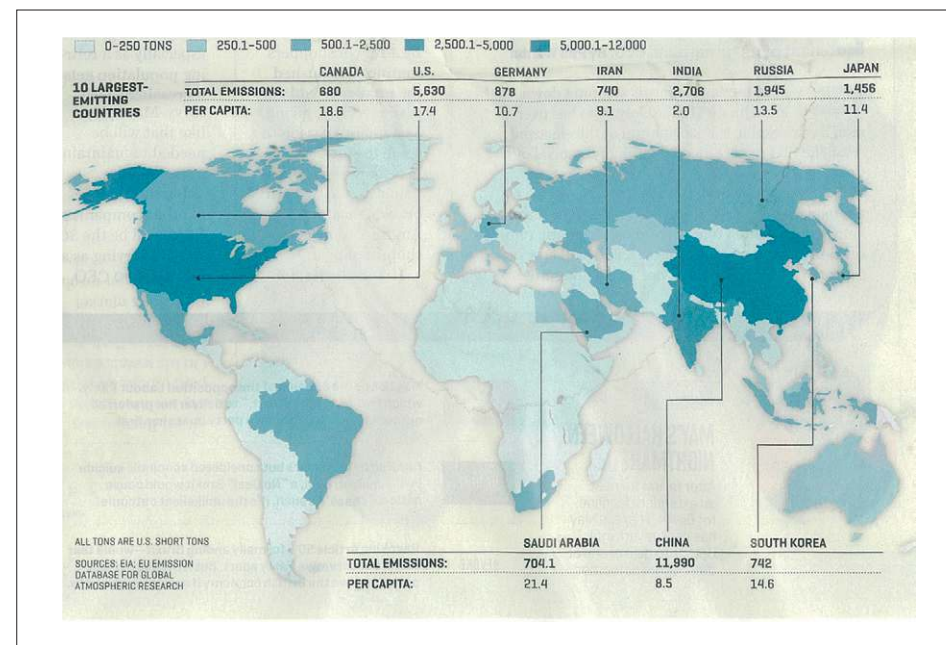 0–250 TONS 250.1–500 500.1–2,500 2,500.1–5,000 5,000.1–12,000
CANADA U.S. GERMANY IRAN INDIA RUSSIA JAPAN
10 LARGEST-
EMITTING
COUNTRIES
TOTAL EMISSIONS: 680 5,630 878 740 2,706 1,945 1,456
PER CAPITA: 18.6 17.4 10.7 9.1 2.0 13.5 11.4
ALL TONS ARE U.S. SHORT TONS
SOURCES: EIA; EU EMISSION
DATABASE FOR GLOBAL
ATMOSPHERIC RESEARCH
SAUDI ARABIA CHINA SOUTH KOREA
TOTAL EMISSIONS: 704.1 11,990 742
PER CAPITA: 21.4 8.5 14.6